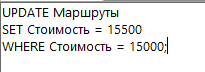 UPDATE Маршруты
SET Стоимость = 15500
WHERE Стоимость = 15000;